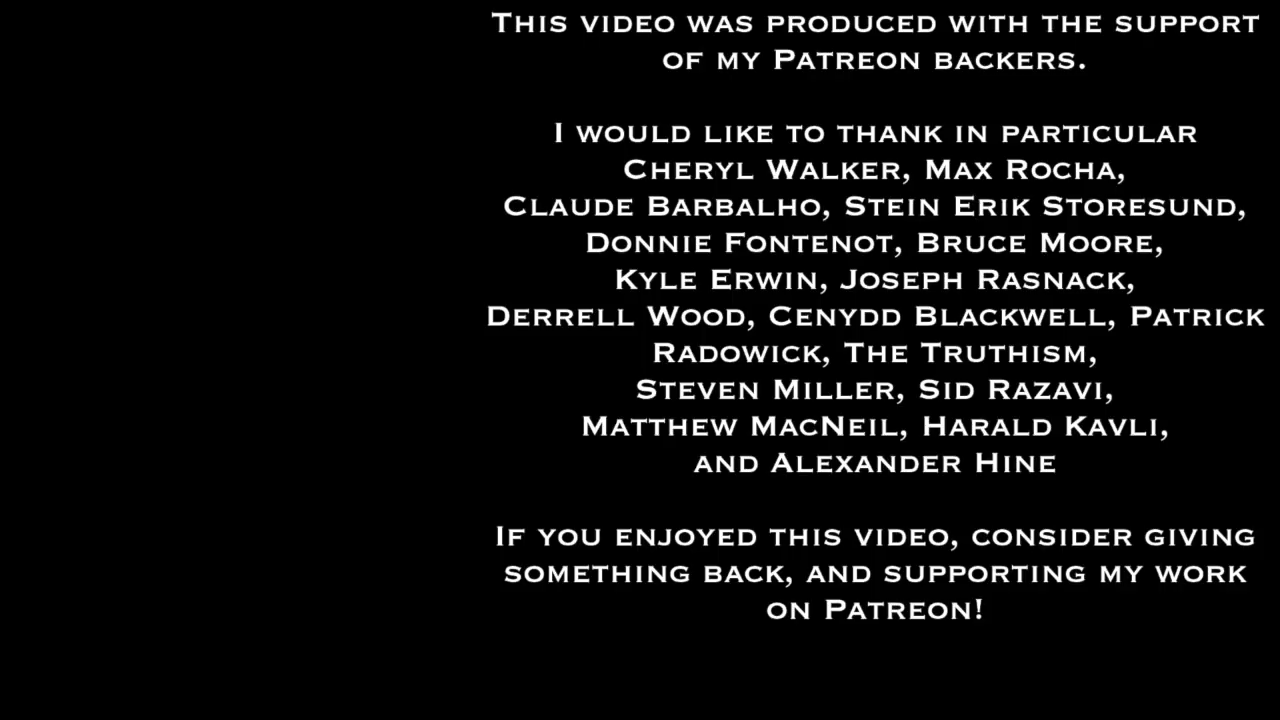 This video was produced with the support
of my Patreon backers.
I would like to thank in particular
Cheryl Walker, Max Rocha,
Claude Barbalho, Stein Erik Storesund,
Donnie Fontenot, Bruce Moore,
Kyle Erwin, Joseph Rasnack,
Derrell Wood, Cenydd Blackwell, Patrick
Radowick, The Truthism,
Steven Miller, Sid Razavi,
Matthew MacNeil, Harald Kavli,
and Alexander Hine
If you enjoyed this video, consider giving
something back, and supporting my work
on Patreon!